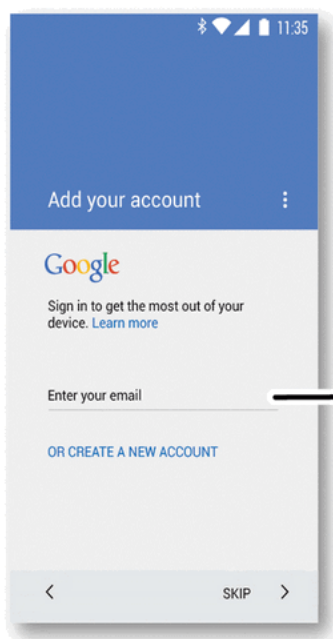 11:35
Add your account
Google
Sign in to get the most out of your
device. Learn more
Enter your email
OR CREATE A NEW ACCOUNT
SKIP